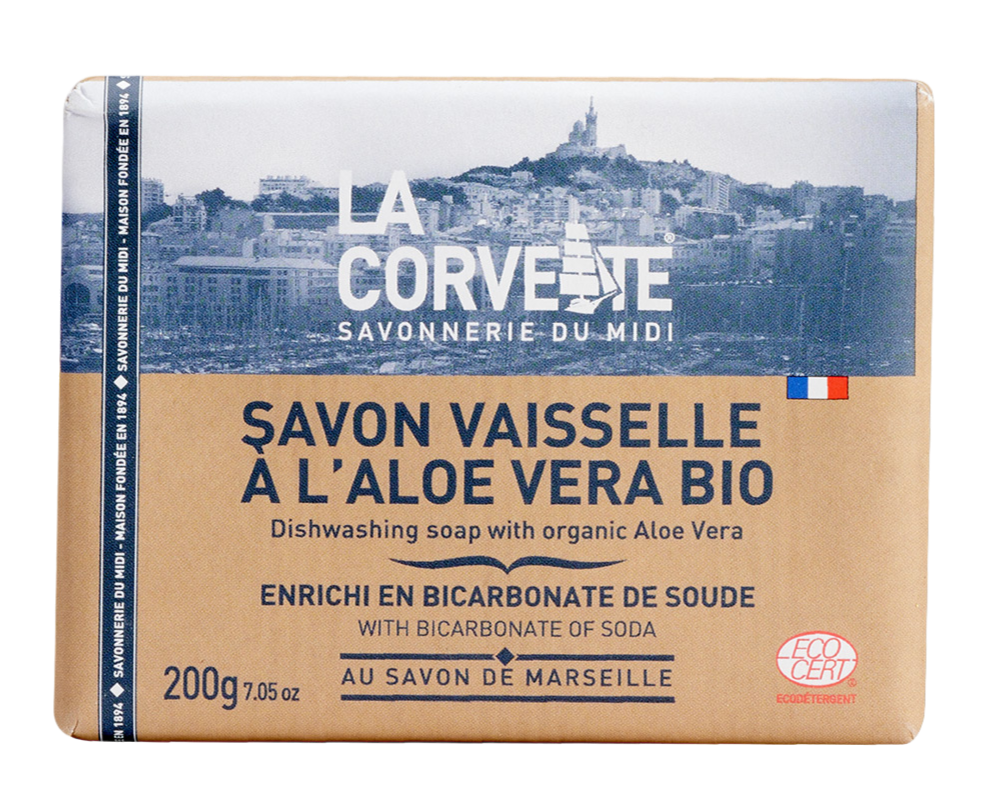 LA
CORVETTE®
SAVONNERIE DU MIDI
SAVON VAISSELLE
À L'ALOE VERA BIO
Dishwashing soap with organic Aloe Vera
ENRICHI EN BICARBONATE DE SOUDE
WITH BICARBONATE OF SODA
AU SAVON DE MARSEILLE
200g 7.05 oz
ECO
CERT®
ECODÉTERGENT
EN 1894 ◆ SAVONNERIE DU MIDI - MAISON FONDÉE EN 1894 ◆ SAVONNERIE DU MIDI - MAISON FONDÉE EN 1894 ◆ S